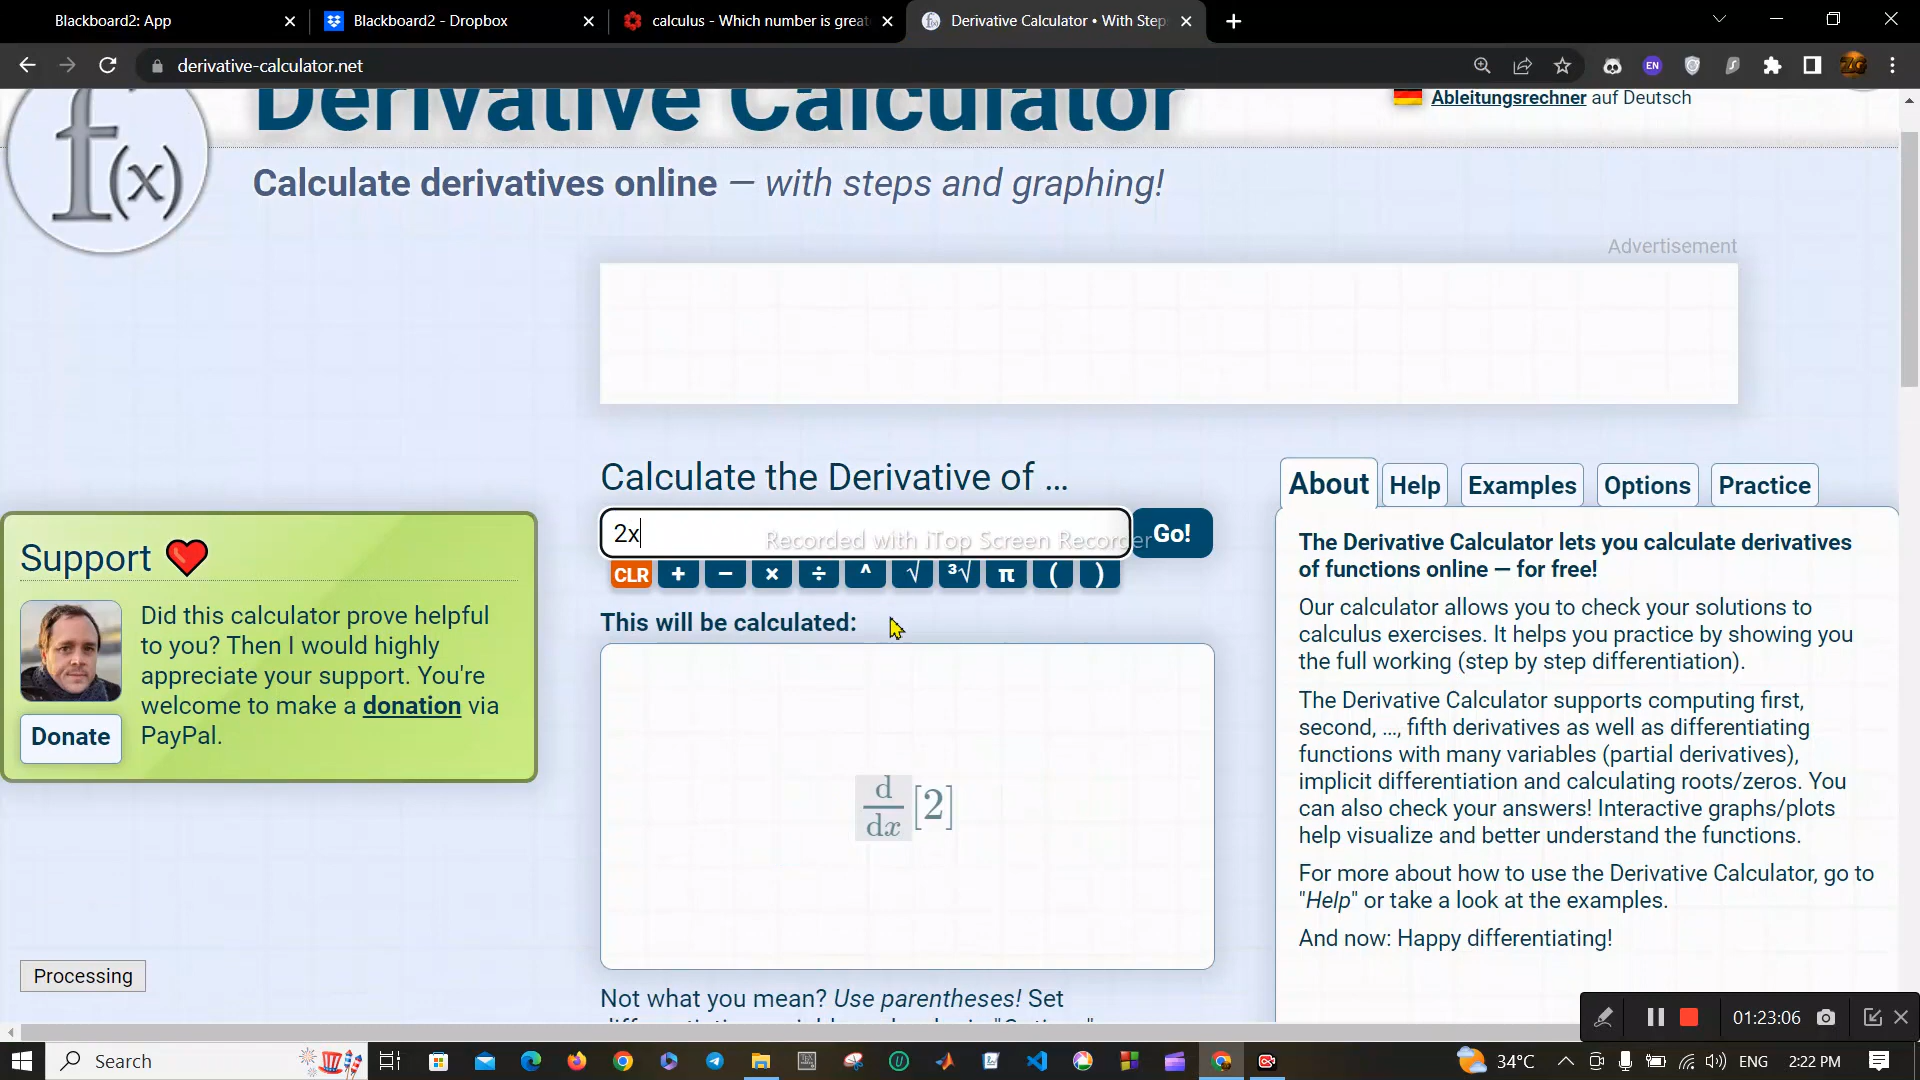 Blackboard2: App
Blackboard2 - Dropbox
calculus - Which number is great
Derivative Calculator • With Step
derivative-calculator.net
EN
ZG
f(x)
Derivative Calculator
Ableitungsrechner auf Deutsch
Calculate derivatives online — with steps and graphing!
Advertisement
Calculate the Derivative of ...
2x
Recorded with iTop Screen Recorder
Go!
CLR + − × ÷ ^ √ ³√ π ( )
This will be calculated:
d
dx
[2]
Not what you mean? Use parentheses! Set
Support
Did this calculator prove helpful
to you? Then I would highly
appreciate your support. You're
welcome to make a donation via
PayPal.
Donate
Processing
About
Help
Examples
Options
Practice
The Derivative Calculator lets you calculate derivatives
of functions online — for free!
Our calculator allows you to check your solutions to
calculus exercises. It helps you practice by showing you
the full working (step by step differentiation).
The Derivative Calculator supports computing first,
second, ..., fifth derivatives as well as differentiating
functions with many variables (partial derivatives),
implicit differentiation and calculating roots/zeros. You
can also check your answers! Interactive graphs/plots
help visualize and better understand the functions.
For more about how to use the Derivative Calculator, go to
"Help" or take a look at the examples.
And now: Happy differentiating!
01:23:06
Search
34°C
ENG
2:22 PM